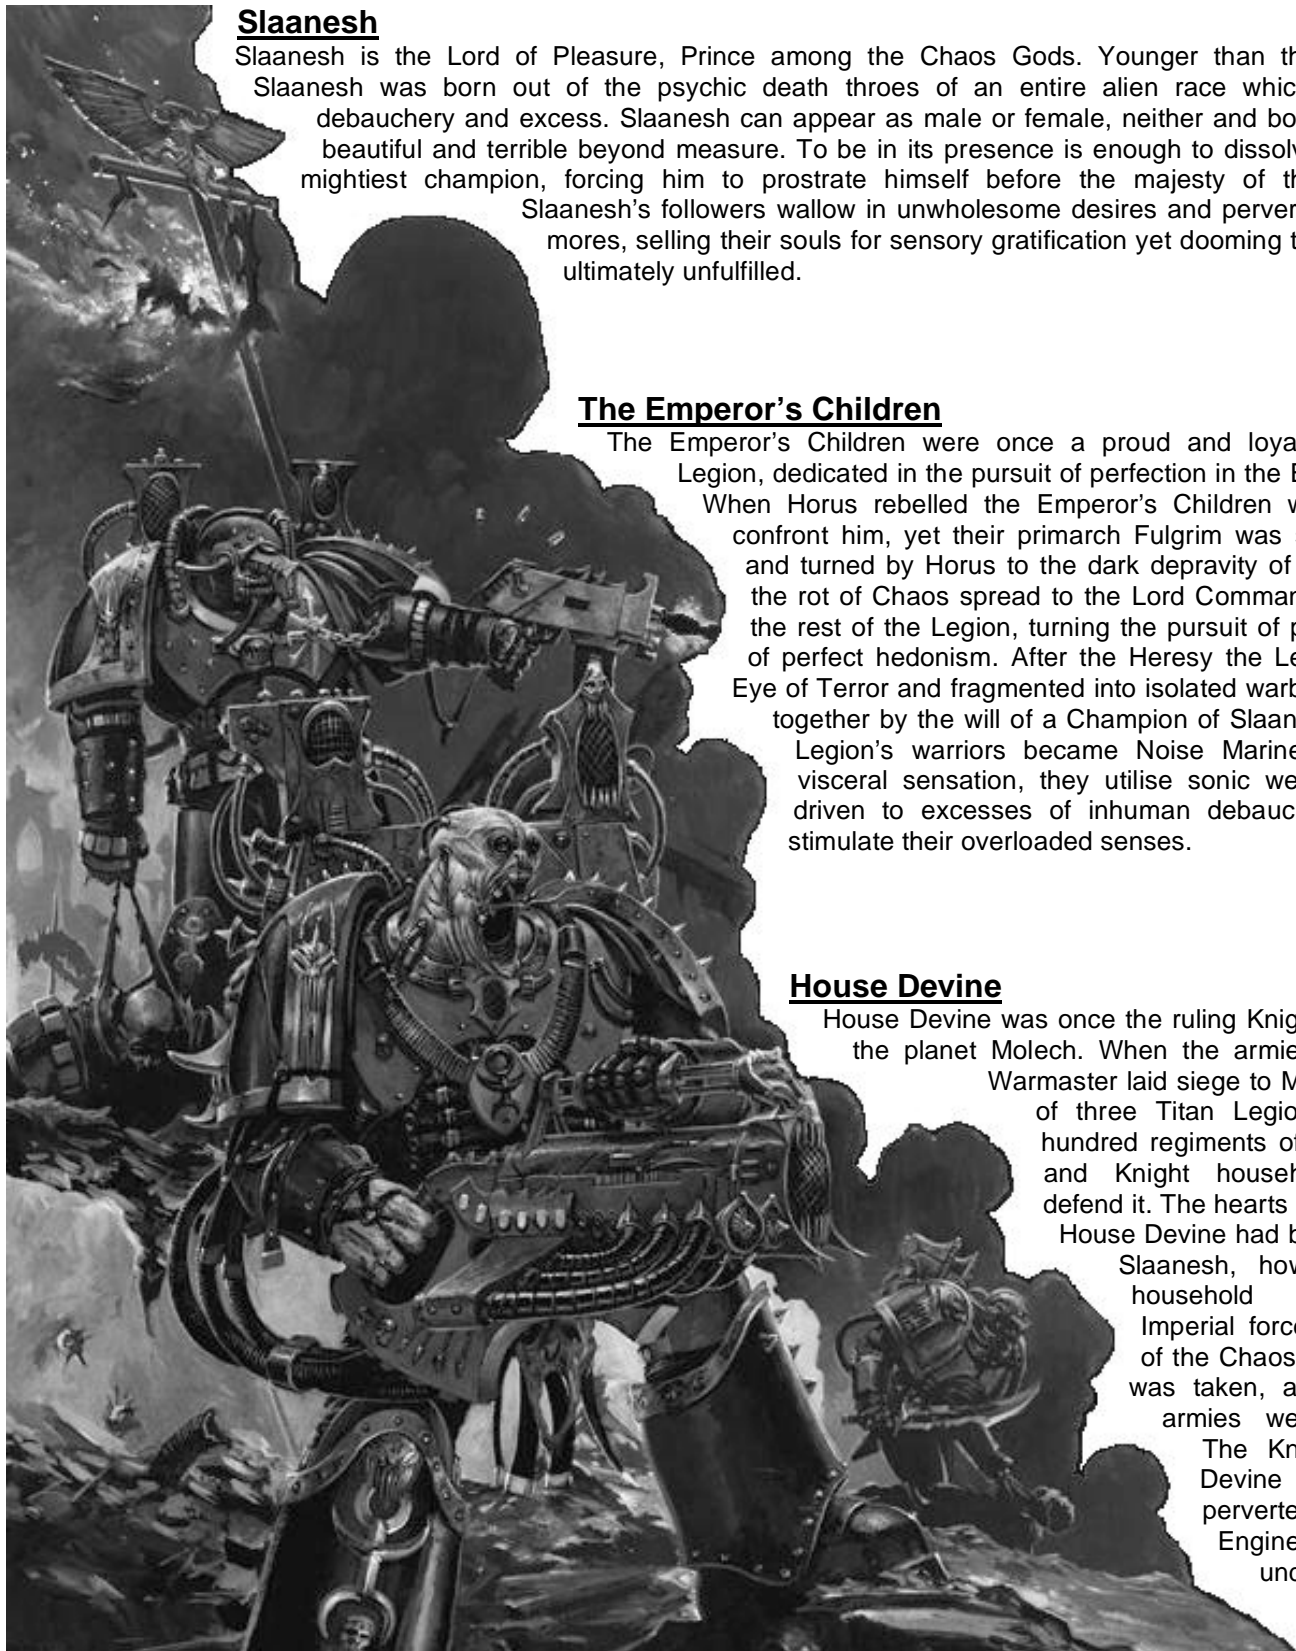 Slaanesh
Slaanesh is the Lord of Pleasure, Prince among the Chaos Gods. Younger than th
Slaanesh was born out of the psychic death throes of an entire alien race whic
debauchery and excess. Slaanesh can appear as male or female, neither and bo
beautiful and terrible beyond measure. To be in its presence is enough to dissolv
mightiest champion, forcing him to prostrate himself before the majesty of th
Slaanesh's followers wallow in unwholesome desires and perver
mores, selling their souls for sensory gratification yet dooming t
ultimately unfulfilled.
The Emperor's Children
The Emperor's Children were once a proud and loya
Legion, dedicated in the pursuit of perfection in the E
When Horus rebelled the Emperor's Children w
confront him, yet their primarch Fulgrim was
and turned by Horus to the dark depravity of
the rot of Chaos spread to the Lord Comman
the rest of the Legion, turning the pursuit of p
of perfect hedonism. After the Heresy the Le
Eye of Terror and fragmented into isolated warb
together by the will of a Champion of Slaan
Legion's warriors became Noise Marine
visceral sensation, they utilise sonic we
driven to excesses of inhuman debauc
stimulate their overloaded senses.
House Devine
House Devine was once the ruling Knig
the planet Molech. When the armie
Warmaster laid siege to M
of three Titan Legio
hundred regiments of
and Knight househ
defend it. The hearts
House Devine had b
Slaanesh, how
household
Imperial forc
of the Chaos
was taken, a
armies we
The Kn
Devine
perverte
Engine
unc